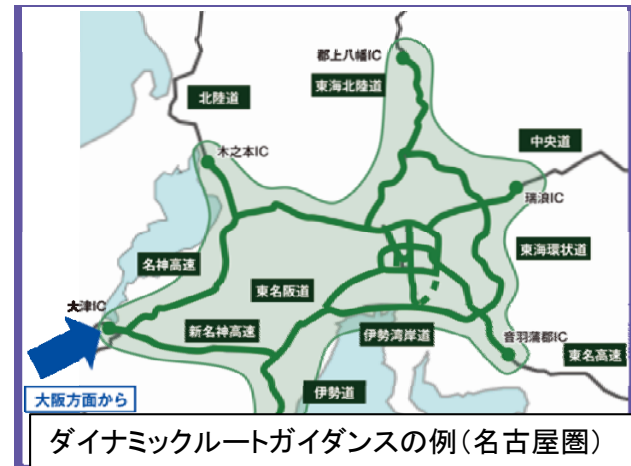 郡上八幡IC
東海北陸道
北陸道
中央道
木之本IC
瑞浪IC
東海環状道
名神高速
東名阪道
大津IC
新名神高速
伊勢湾岸道
音羽蒲郡IC
東名高速
伊勢道
大阪方面から
ダイナミックルートガイダンスの例(名古屋圏)